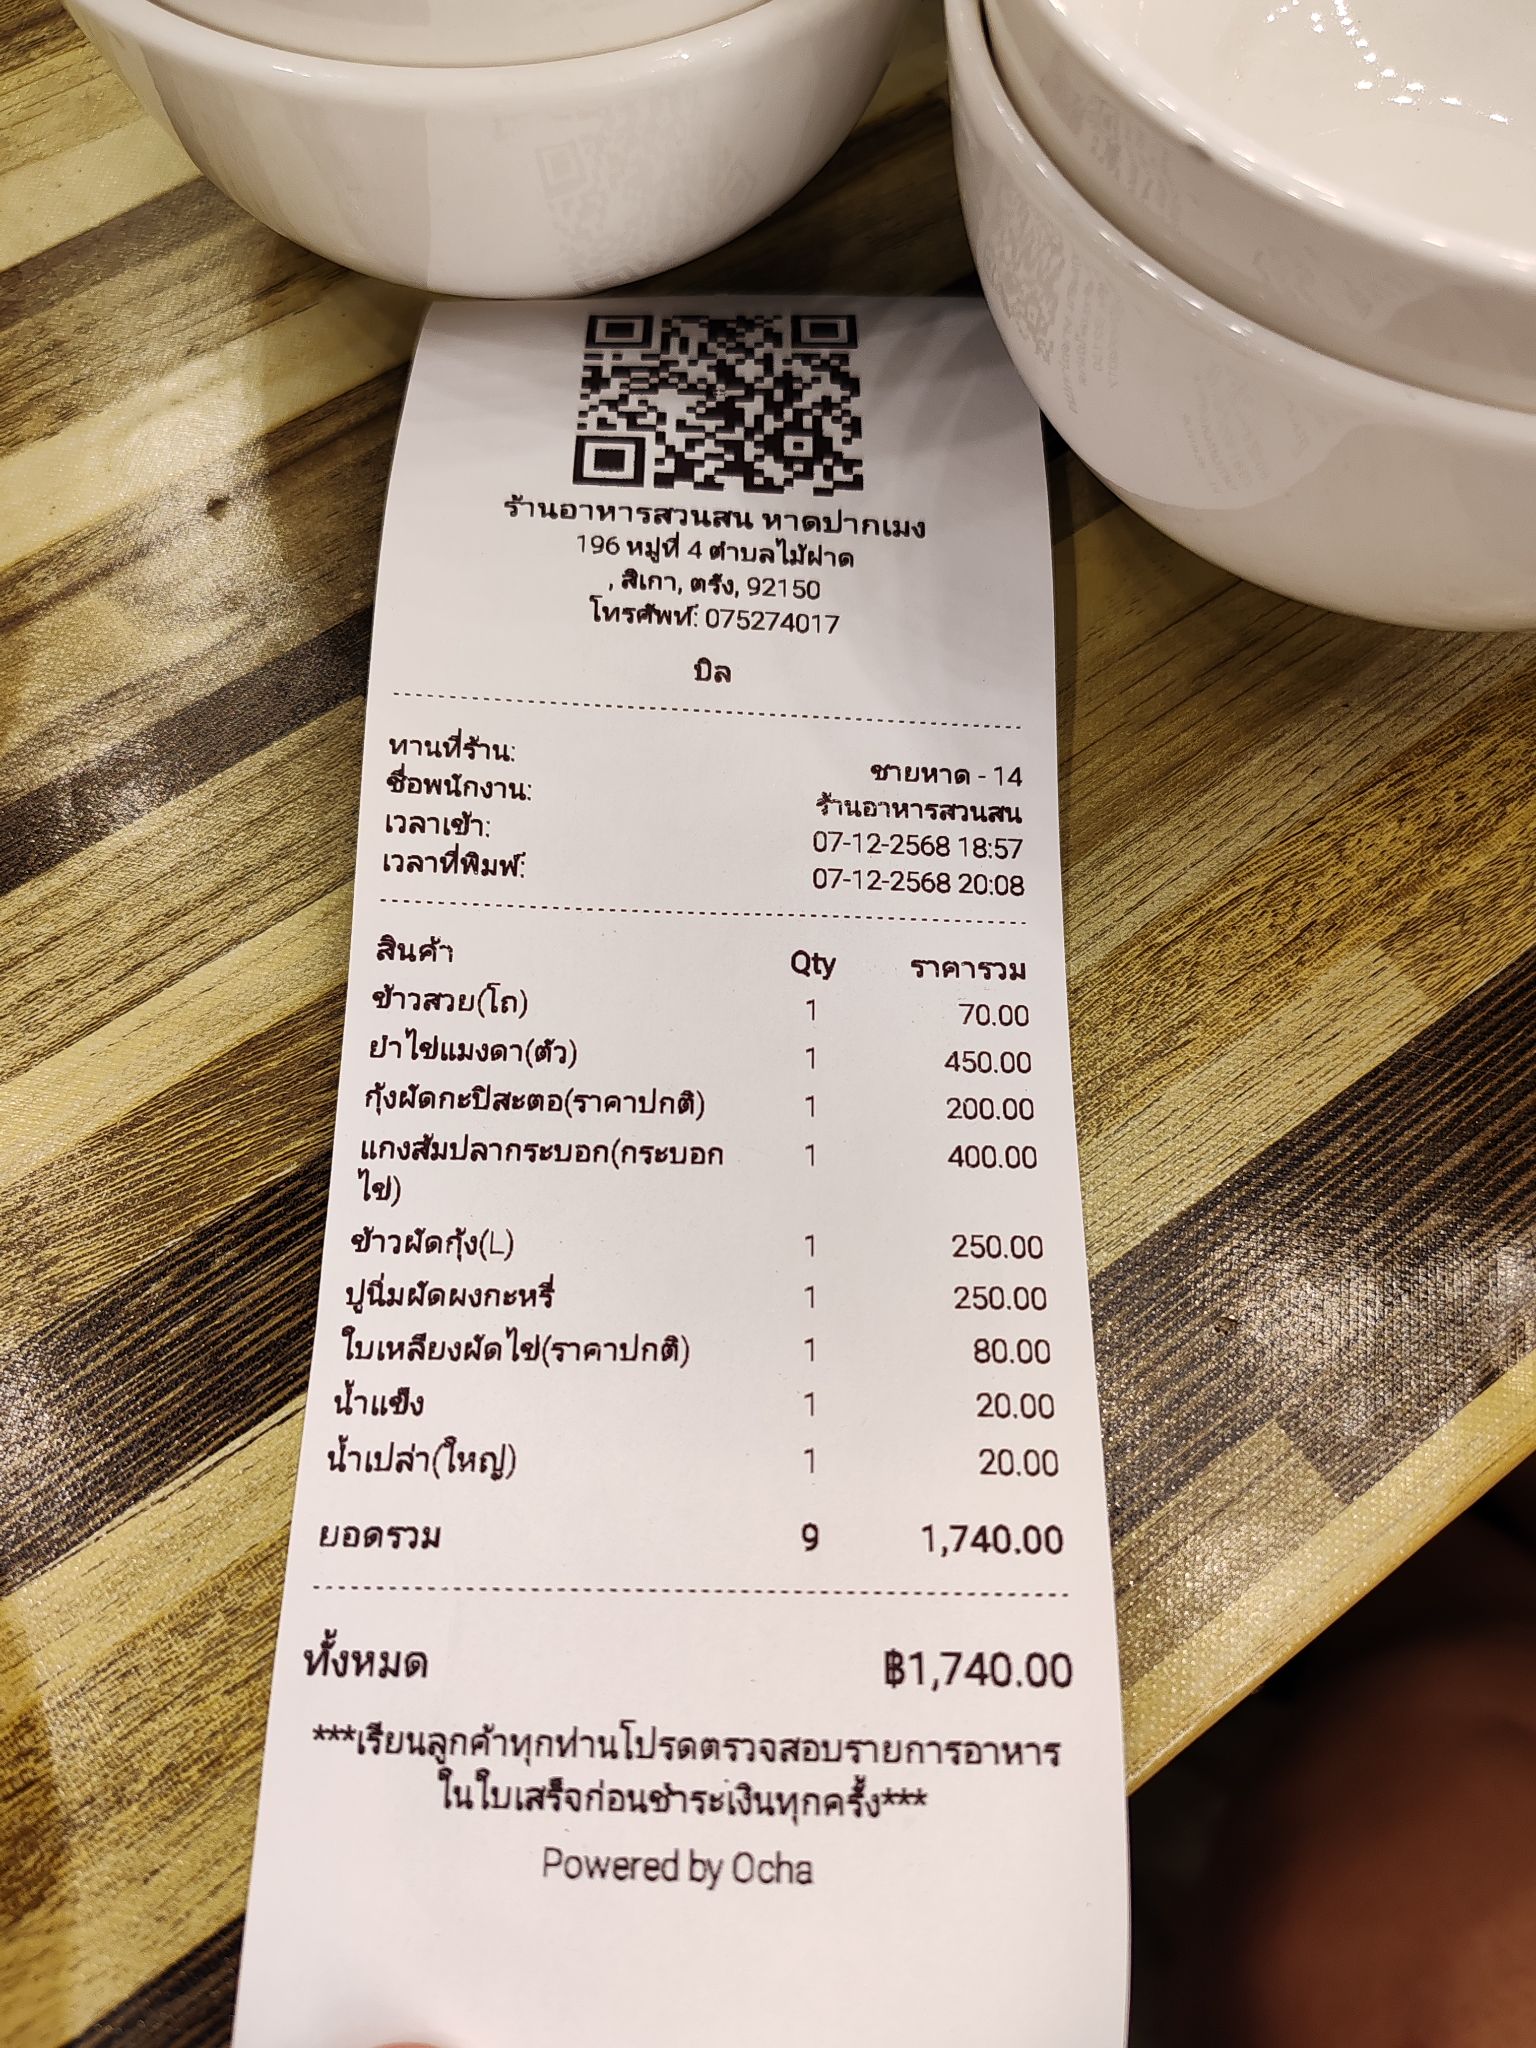 ร้านอาหารสวนสน หาดปากเมง
196 หมู่ที่ 4 ตำบลไม้ฝาด
, สิเกา, ตรัง, 92150
โทรศัพท์: 075274017
บิล
ทานที่ร้าน: ชายหาด - 14
ชื่อพนักงาน: ร้านอาหารสวนสน
เวลาเข้า: 07-12-2568 18:57
เวลาที่พิมพ์: 07-12-2568 20:08
สินค้า Qty ราคารวม
ข้าวสวย(โถ) 1 70.00
ยำไข่แมงดา(ตัว) 1 450.00
กุ้งผัดกะปิสะตอ(ราคาปกติ) 1 200.00
แกงส้มปลากระบอก(กระบอก 1 400.00
ไข่)
ข้าวผัดกุ้ง(L) 1 250.00
ปูนิ่มผัดผงกะหรี่ 1 250.00
ใบเหลียงผัดไข่(ราคาปกติ) 1 80.00
น้ำแข็ง 1 20.00
น้ำเปล่า(ใหญ่) 1 20.00
ยอดรวม 9 1,740.00
ทั้งหมด ฿1,740.00
***เรียนลูกค้าทุกท่านโปรดตรวจสอบรายการอาหาร
ในใบเสร็จก่อนชำระเงินทุกครั้ง***
Powered by Ocha